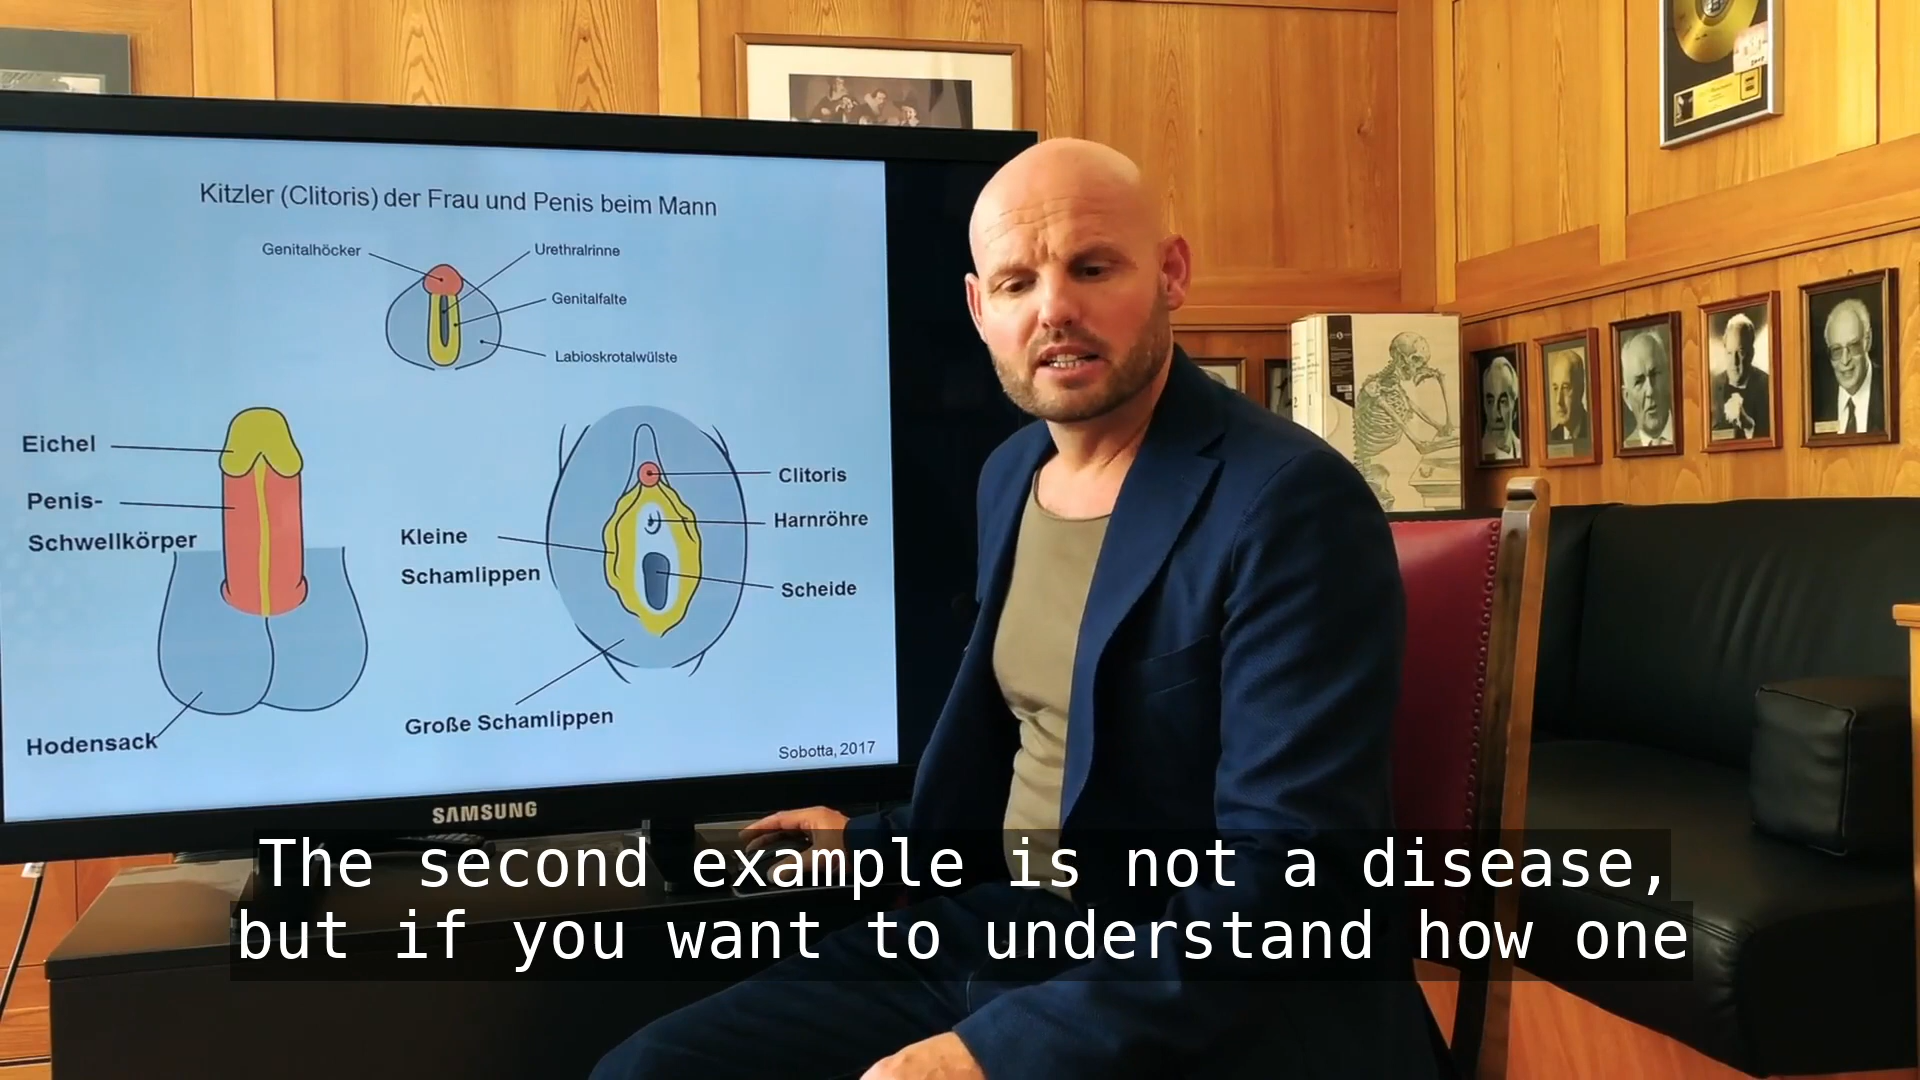 Kitzler (Clitoris) der Frau und Penis beim Mann
Genitalhöcker
Urethralrinne
Genitalfalte
Labioskrotalwülste
Eichel
Penis-
Schwellkörper
Hodensack
Kleine
Schamlippen
Große Schamlippen
Clitoris
Harnröhre
Scheide
Sobotta, 2017
SAMSUNG
The second example is not a disease,
but if you want to understand how one